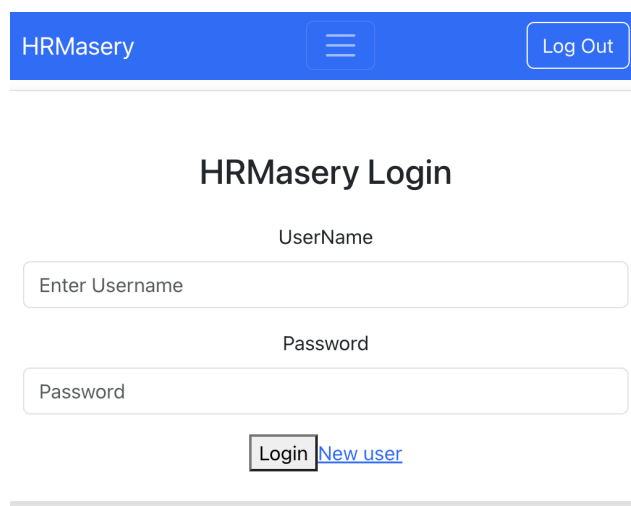 HRMasery Log Out
HRMasery Login
UserName
Enter Username
Password
Password
Login New user